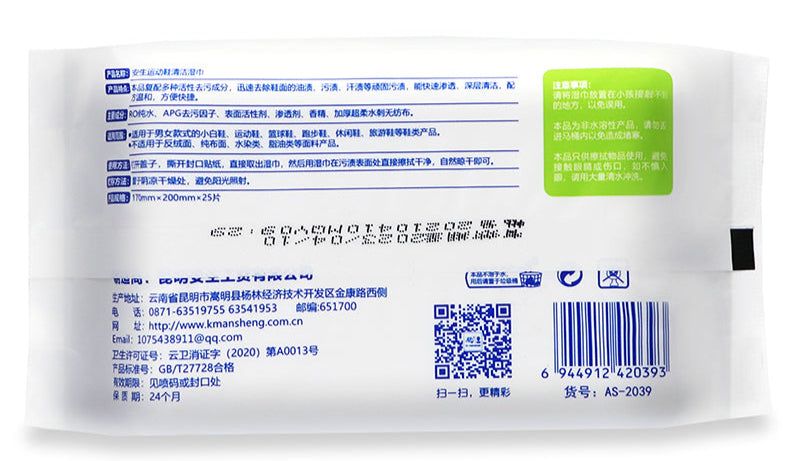 产品名称: 安生运动鞋清洁湿巾
产品特点: 本品复配多种活性去污成分，迅速去除鞋面的油渍、污渍、汗渍等顽固污渍，能快速渗透、深层清洁，配
方温和，方便快捷。
主要成分: RO纯水、APG去污因子、表面活性剂、渗透剂、香精、加厚超柔水刺无纺布。
适用范围: •适用于男女款式的小白鞋、运动鞋、篮球鞋、跑步鞋、休闲鞋、旅游鞋等鞋类产品。
•不适用于反绒面、纯布面、水染类、脂油类等面料产品。
使用方法: 打开盖子，撕开封口贴纸，直接取出湿巾，然后用湿巾在污渍表面处直接擦拭干净，自然晾干即可。
贮存方法: 置于阴凉干燥处，避免阳光照射。
产品规格: 170mm×200mm×25片
注意事项:
请将湿巾放置在小孩接触不到
的地方，以免误用。
本品为非水溶性产品，请勿丢
进马桶内以免造成堵塞。
本品只供擦拭物品使用，避免
接触眼睛或伤口，如不慎入
眼，请用大量清水冲洗。
制造商: 昆明安生工贸有限公司
生产地址: 云南省昆明市嵩明县杨林经济技术开发区金康路西侧
电 话: 0871-63519755 63541953 邮编:651700
网 址: http://www.kmansheng.com.cn
Email: 1075438911@qq.com
卫生许可证号: 云卫消证字（2020）第A0013号
产品标准号: GB/T27728合格
有效期限: 见喷码或封口处
保 质 期: 24个月
本品不溶于水，
用后请置于垃圾桶
扫一扫，更精彩
6 944912 420393
货号: AS-2039